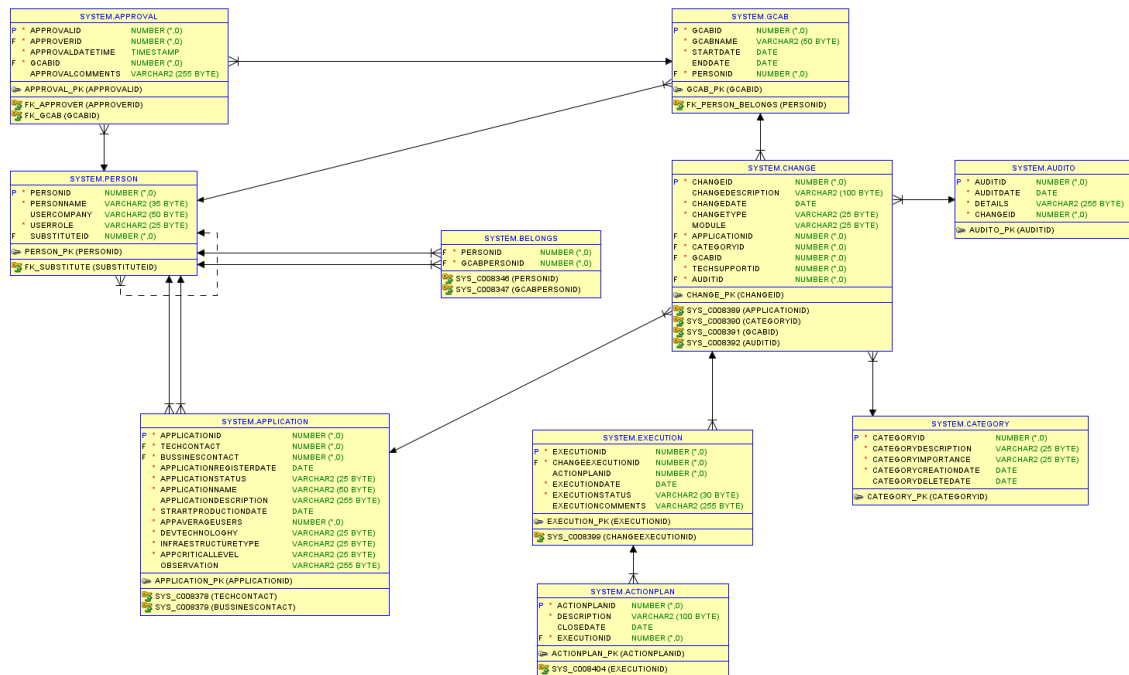 SYSTEM.APPROVAL
P * APPROVALID NUMBER (*,0)
F * APPROVERID NUMBER (*,0)
* APPROVALDATETIME TIMESTAMP
F * GCABID NUMBER (*,0)
APPROVALCOMMENTS VARCHAR2 (255 BYTE)
APPROVAL_PK (APPROVALID)
FK_APPROVER (APPROVERID)
FK_GCAB (GCABID)
SYSTEM.GCAB
P * GCABID NUMBER (*,0)
* GCABNAME VARCHAR2 (50 BYTE)
* STARTDATE DATE
ENDDATE DATE
F * PERSONID NUMBER (*,0)
GCAB_PK (GCABID)
FK_PERSON_BELONGS (PERSONID)
SYSTEM.PERSON
P * PERSONID NUMBER (*,0)
* PERSONNAME VARCHAR2 (35 BYTE)
USERCOMPANY VARCHAR2 (50 BYTE)
* USERROLE VARCHAR2 (25 BYTE)
F SUBSTITUTEID NUMBER (*,0)
PERSON_PK (PERSONID)
FK_SUBSTITUTE (SUBSTITUTEID)
SYSTEM.BELONGS
F * PERSONID NUMBER (*,0)
F * GCABPERSONID NUMBER (*,0)
SYS_C008346 (PERSONID)
SYS_C008347 (GCABPERSONID)
SYSTEM.CHANGE
P * CHANGEID NUMBER (*,0)
CHANGEDESCRIPTION VARCHAR2 (100 BYTE)
* CHANGEDATE DATE
* CHANGETYPE VARCHAR2 (25 BYTE)
MODULE VARCHAR2 (25 BYTE)
F * APPLICATIONID NUMBER (*,0)
F * CATEGORYID NUMBER (*,0)
F * GCABID NUMBER (*,0)
* TECHSUPPORTID NUMBER (*,0)
F * AUDITID NUMBER (*,0)
CHANGE_PK (CHANGEID)
SYS_C008389 (APPLICATIONID)
SYS_C008390 (CATEGORYID)
SYS_C008391 (GCABID)
SYS_C008392 (AUDITID)
SYSTEM.AUDITO
P * AUDITID NUMBER (*,0)
* AUDITDATE DATE
* DETAILS VARCHAR2 (255 BYTE)
* CHANGEID NUMBER (*,0)
AUDITO_PK (AUDITID)
SYSTEM.APPLICATION
P * APPLICATIONID NUMBER (*,0)
F * TECHCONTACT NUMBER (*,0)
F * BUSSINESCONTACT NUMBER (*,0)
* APPLICATIONREGISTERDATE DATE
* APPLICATIONSTATUS VARCHAR2 (25 BYTE)
* APPLICATIONNAME VARCHAR2 (50 BYTE)
APPLICATIONDESCRIPTION VARCHAR2 (255 BYTE)
* STRARTPRODUCTIONDATE DATE
* APPAVERAGEUSERS NUMBER (*,0)
* DEVTECHNOLOGHY VARCHAR2 (25 BYTE)
* INFRAESTRUCTURETYPE VARCHAR2 (25 BYTE)
* APPCRITICALLEVEL VARCHAR2 (25 BYTE)
OBSERVATION VARCHAR2 (255 BYTE)
APPLICATION_PK (APPLICATIONID)
SYS_C008378 (TECHCONTACT)
SYS_C008379 (BUSSINESCONTACT)
SYSTEM.EXECUTION
P * EXECUTIONID NUMBER (*,0)
F * CHANGEEXECUTIONID NUMBER (*,0)
ACTIONPLANID NUMBER (*,0)
* EXECUTIONDATE DATE
* EXECUTIONSTATUS VARCHAR2 (30 BYTE)
EXECUTIONCOMMENTS VARCHAR2 (255 BYTE)
EXECUTION_PK (EXECUTIONID)
SYS_C008399 (CHANGEEXECUTIONID)
SYSTEM.CATEGORY
P * CATEGORYID NUMBER (*,0)
* CATEGORYDESCRIPTION VARCHAR2 (25 BYTE)
* CATEGORYIMPORTANCE VARCHAR2 (25 BYTE)
* CATEGORYCREATIONDATE DATE
CATEGORYDELETEDATE DATE
CATEGORY_PK (CATEGORYID)
SYSTEM.ACTIONPLAN
P * ACTIONPLANID NUMBER (*,0)
* DESCRIPTION VARCHAR2 (100 BYTE)
CLOSEDATE DATE
F * EXECUTIONID NUMBER (*,0)
ACTIONPLAN_PK (ACTIONPLANID)
SYS_C008404 (EXECUTIONID)